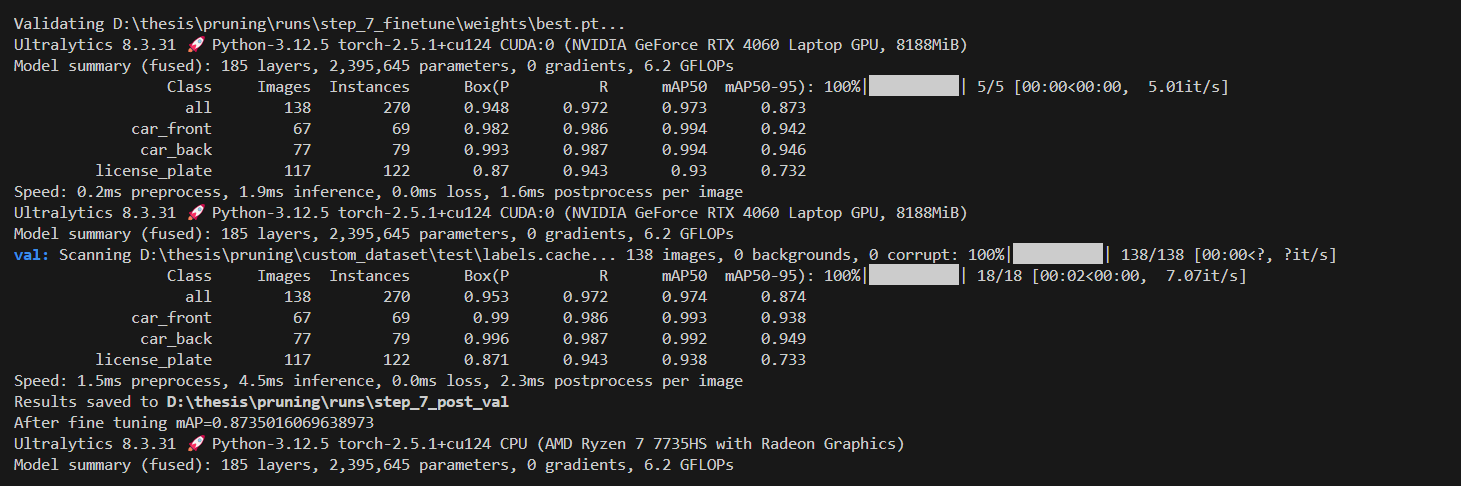 Validating D:\thesis\pruning\runs\step_7_finetune\weights\best.pt...
Ultralytics 8.3.31 🚀 Python-3.12.5 torch-2.5.1+cu124 CUDA:0 (NVIDIA GeForce RTX 4060 Laptop GPU, 8188MiB)
Model summary (fused): 185 layers, 2,395,645 parameters, 0 gradients, 6.2 GFLOPs
Class Images Instances Box(P R mAP50 mAP50-95): 100%|██████████| 5/5 [00:00<00:00, 5.01it/s]
all 138 270 0.948 0.972 0.973 0.873
car_front 67 69 0.982 0.986 0.994 0.942
car_back 77 79 0.993 0.987 0.994 0.946
license_plate 117 122 0.87 0.943 0.93 0.732
Speed: 0.2ms preprocess, 1.9ms inference, 0.0ms loss, 1.6ms postprocess per image
Ultralytics 8.3.31 🚀 Python-3.12.5 torch-2.5.1+cu124 CUDA:0 (NVIDIA GeForce RTX 4060 Laptop GPU, 8188MiB)
Model summary (fused): 185 layers, 2,395,645 parameters, 0 gradients, 6.2 GFLOPs
val: Scanning D:\thesis\pruning\custom_dataset\test\labels.cache... 138 images, 0 backgrounds, 0 corrupt: 100%|██████████| 138/138 [00:00<?, ?it/s]
Class Images Instances Box(P R mAP50 mAP50-95): 100%|██████████| 18/18 [00:02<00:00, 7.07it/s]
all 138 270 0.953 0.972 0.974 0.874
car_front 67 69 0.99 0.986 0.993 0.938
car_back 77 79 0.996 0.987 0.992 0.949
license_plate 117 122 0.871 0.943 0.938 0.733
Speed: 1.5ms preprocess, 4.5ms inference, 0.0ms loss, 2.3ms postprocess per image
Results saved to D:\thesis\pruning\runs\step_7_post_val
After fine tuning mAP=0.8735016069638973
Ultralytics 8.3.31 🚀 Python-3.12.5 torch-2.5.1+cu124 CPU (AMD Ryzen 7 7735HS with Radeon Graphics)
Model summary (fused): 185 layers, 2,395,645 parameters, 0 gradients, 6.2 GFLOPs